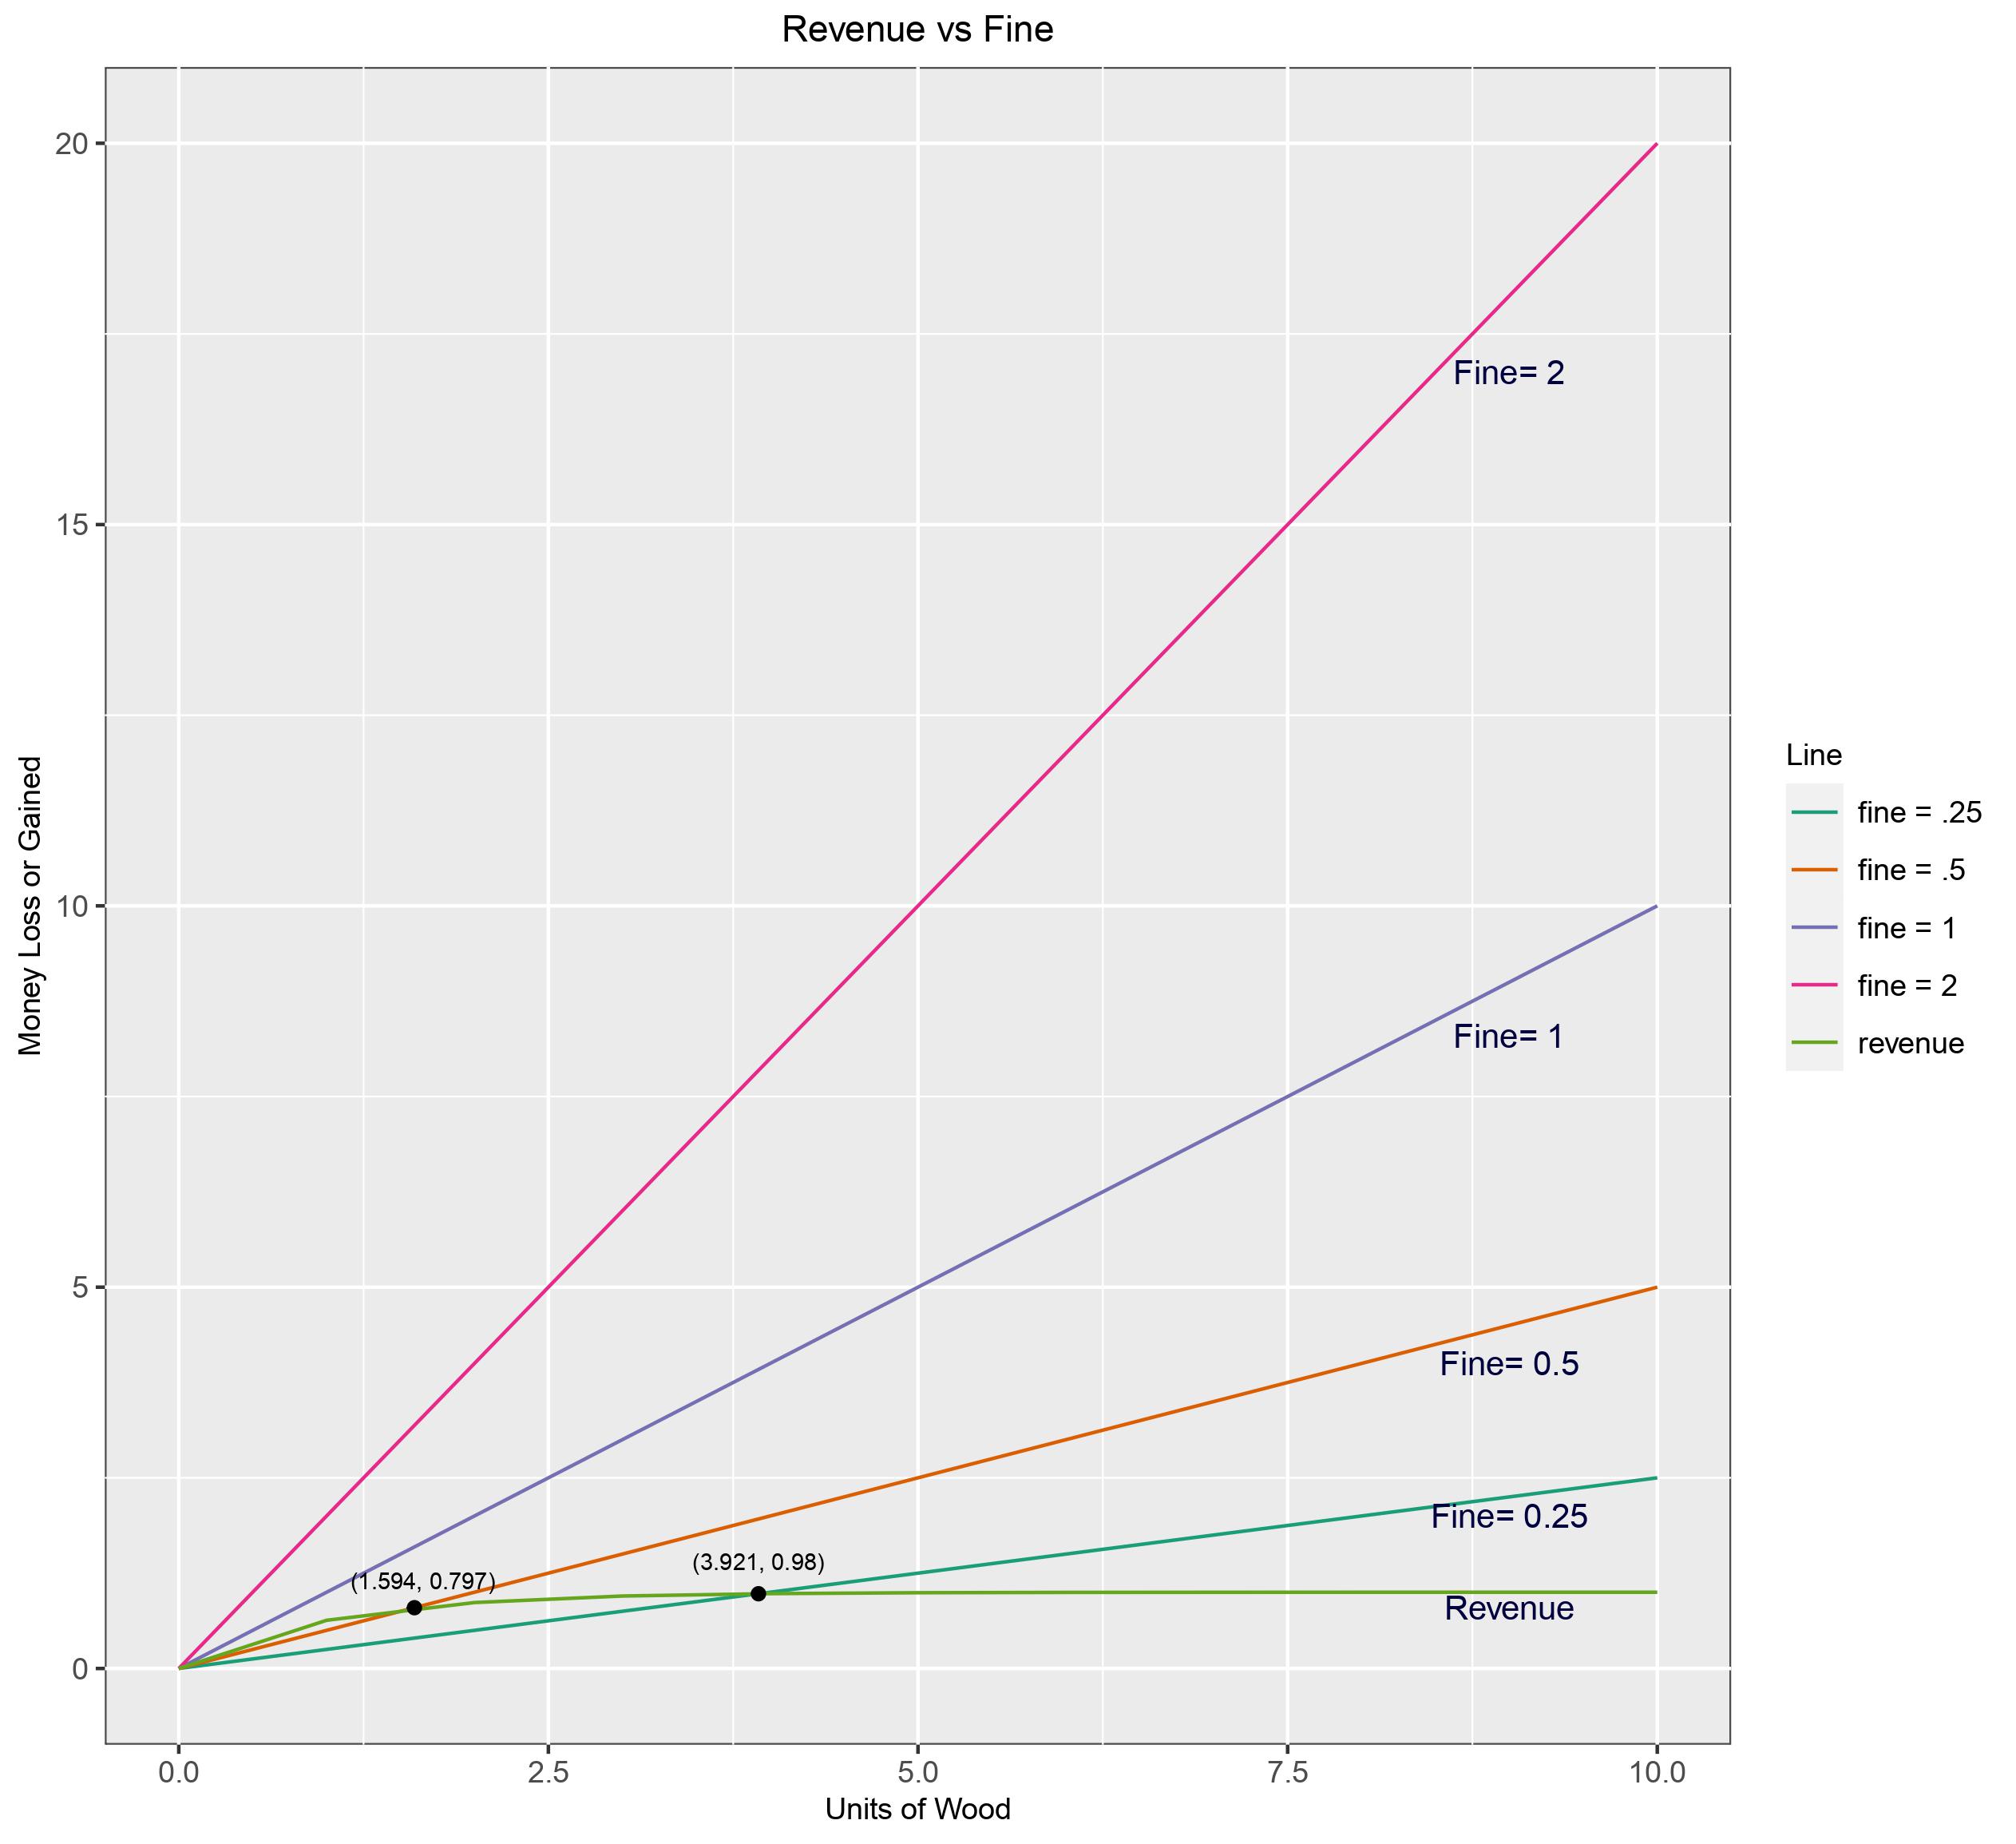 Revenue vs Fine
20
15
10
5
0
Money Loss or Gained
Fine= 2
Fine= 1
Fine= 0.5
Fine= 0.25
(3.921, 0.98)
(1.594, 0.797)
Revenue
0.0 2.5 5.0 7.5 10.0
Units of Wood
Line
fine = .25
fine = .5
fine = 1
fine = 2
revenue